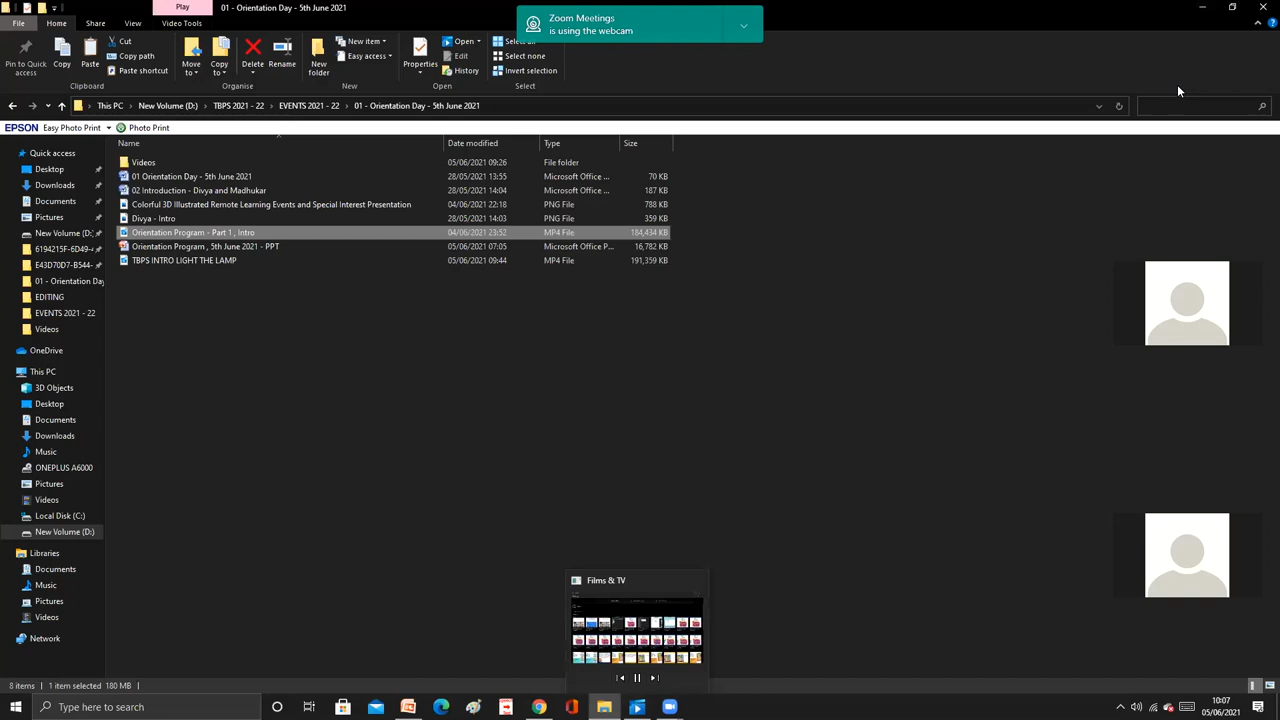 Play
01 - Orientation Day - 5th June 2021
File
Home
Share
View
Video Tools
Zoom Meetings
is using the webcam
Pin to Quick
access
Copy
Paste
Cut
Copy path
Paste shortcut
Clipboard
Move
to
Copy
to
Delete
Rename
Organise
New
folder
New item
Easy access
New
Properties
Open
Edit
History
Open
Select all
Select none
Invert selection
Select
This PC
New Volume (D:)
TBPS 2021 - 22
EVENTS 2021 - 22
01 - Orientation Day - 5th June 2021
EPSON Easy Photo Print Photo Print
Name Date modified Type Size
Videos 05/06/2021 09:26 File folder
01 Orientation Day - 5th June 2021 28/05/2021 13:55 Microsoft Office ... 70 KB
02 Introduction - Divya and Madhukar 28/05/2021 14:04 Microsoft Office ... 187 KB
Colorful 3D Illustrated Remote Learning Events and Special Interest Presentation 04/06/2021 22:18 PNG File 788 KB
Divya - Intro 28/05/2021 14:03 PNG File 359 KB
Orientation Program - Part 1 , Intro 04/06/2021 23:52 MP4 File 184,434 KB
Orientation Program , 5th June 2021 - PPT 05/06/2021 07:05 Microsoft Office P... 16,782 KB
TBPS INTRO LIGHT THE LAMP 05/06/2021 09:44 MP4 File 191,359 KB
Quick access
Desktop
Downloads
Documents
Pictures
New Volume (D:)
6194215F-6D49-4
E43D70D7-B544-
01 - Orientation Day
EDITING
EVENTS 2021 - 22
Videos
OneDrive
This PC
3D Objects
Desktop
Documents
Downloads
Music
ONEPLUS A6000
Pictures
Videos
Local Disk (C:)
New Volume (D:)
Libraries
Documents
Music
Pictures
Videos
Network
Films & TV
8 items
1 item selected 180 MB
Type here to search
10:07
05/06/2021